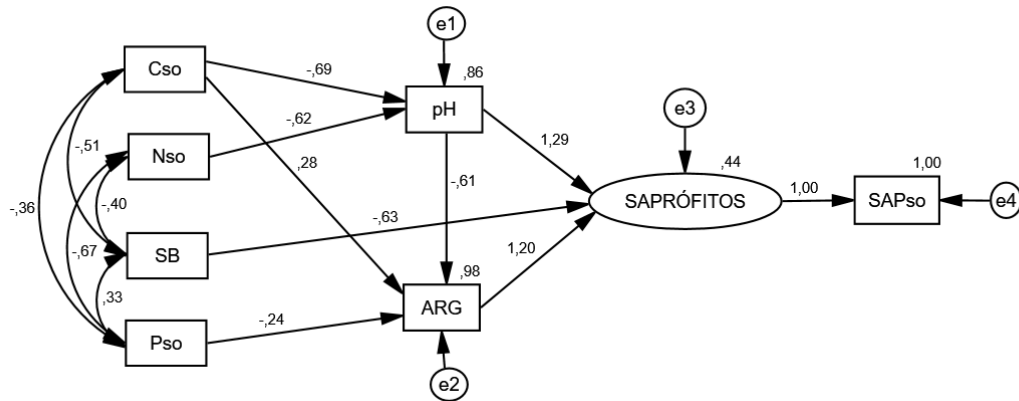 e1
Cso
-,69
,86
pH
-,62
Nso
-,51
,28
1,29
e3
,44
-,36
-,40
-,61
SAPRÓFITOS
1,00
1,00
SAPso
e4
-,67
-,63
SB
1,20
,33
,98
ARG
-,24
Pso
e2